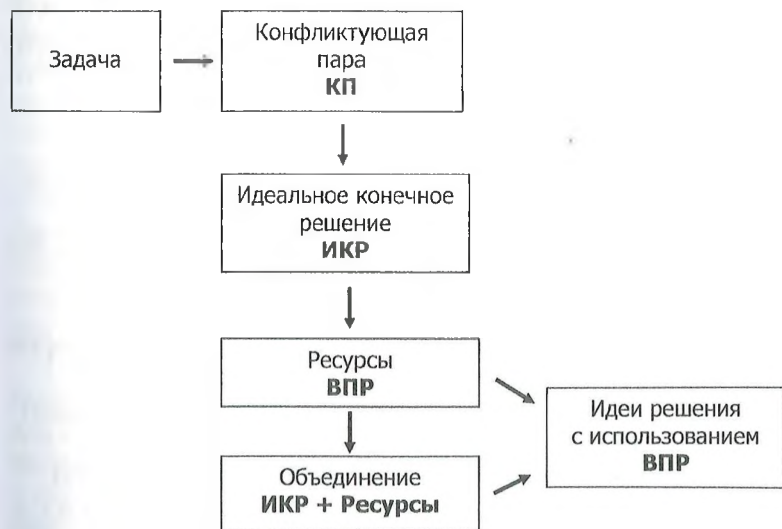 Задача
Конфликтующая
пара
КП
Идеальное конечное
решение
ИКР
Ресурсы
ВПР
Идеи решения
с использованием
ВПР
Объединение
ИКР + Ресурсы